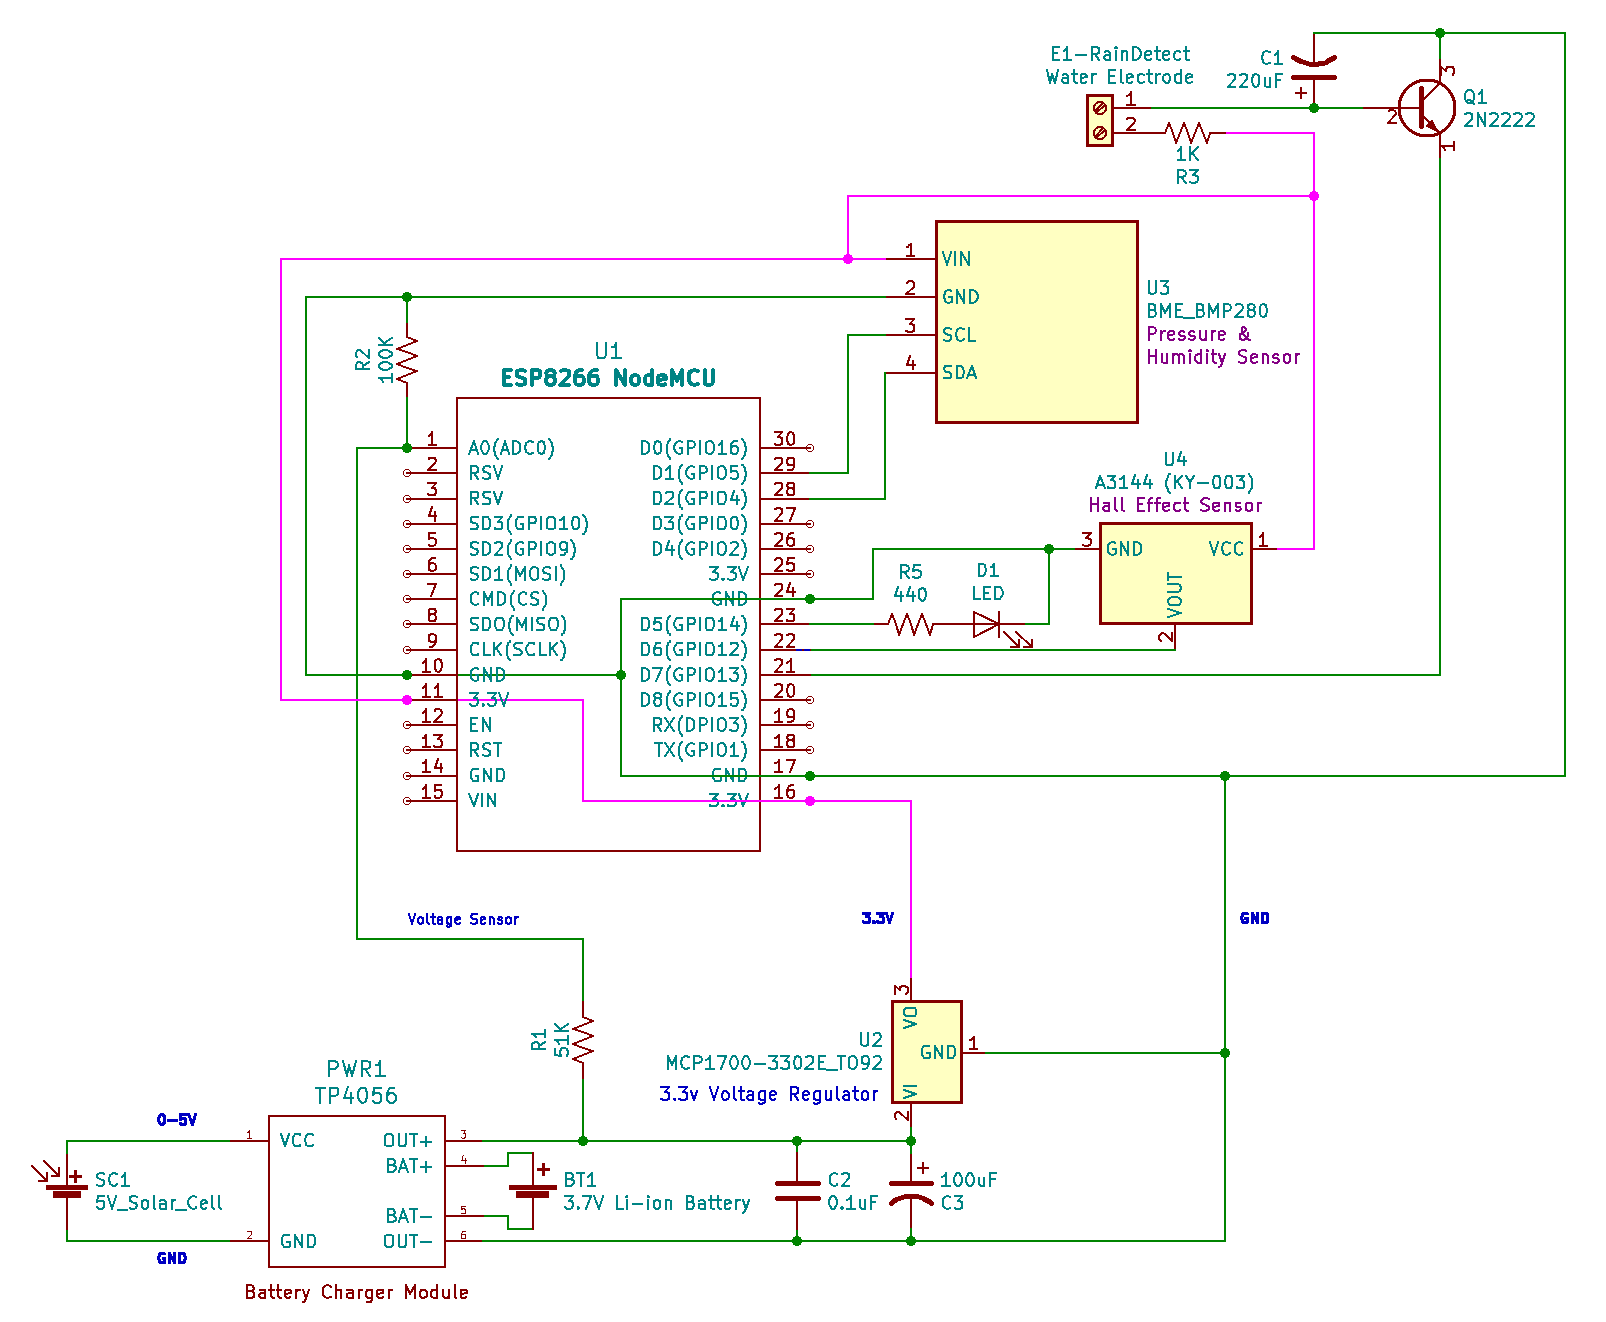 E1-RainDetect
Water Electrode
1
2
C1
220uF
+
3
2
1
Q1
2N2222
1K
R3
1 VIN
2 GND
3 SCL
4 SDA
U3
BME_BMP280
Pressure &
Humidity Sensor
R2
100K
U1
ESP8266 NodeMCU
1 A0(ADC0)
2 RSV
3 RSV
4 SD3(GPIO10)
5 SD2(GPIO9)
6 SD1(MOSI)
7 CMD(CS)
8 SDO(MISO)
9 CLK(SCLK)
10 GND
11 3.3V
12 EN
13 RST
14 GND
15 VIN
D0(GPIO16) 30
D1(GPIO5) 29
D2(GPIO4) 28
D3(GPIO0) 27
D4(GPIO2) 26
3.3V 25
GND 24
D5(GPIO14) 23
D6(GPIO12) 22
D7(GPIO13) 21
D8(GPIO15) 20
RX(DPIO3) 19
TX(GPIO1) 18
GND 17
3.3V 16
U4
A3144 (KY-003)
Hall Effect Sensor
3 GND
VCC 1
VOUT
2
R5
440
D1
LED
Voltage Sensor
3.3V
GND
R1
51K
3
VO
GND 1
VI
2
U2
MCP1700-3302E_TO92
3.3v Voltage Regulator
PWR1
TP4056
0-5V
1 VCC
2 GND
OUT+ 3
BAT+ 4
BAT- 5
OUT- 6
+
SC1
5V_Solar_Cell
GND
+
BT1
3.7V Li-ion Battery
C2
0.1uF
+
100uF
C3
Battery Charger Module